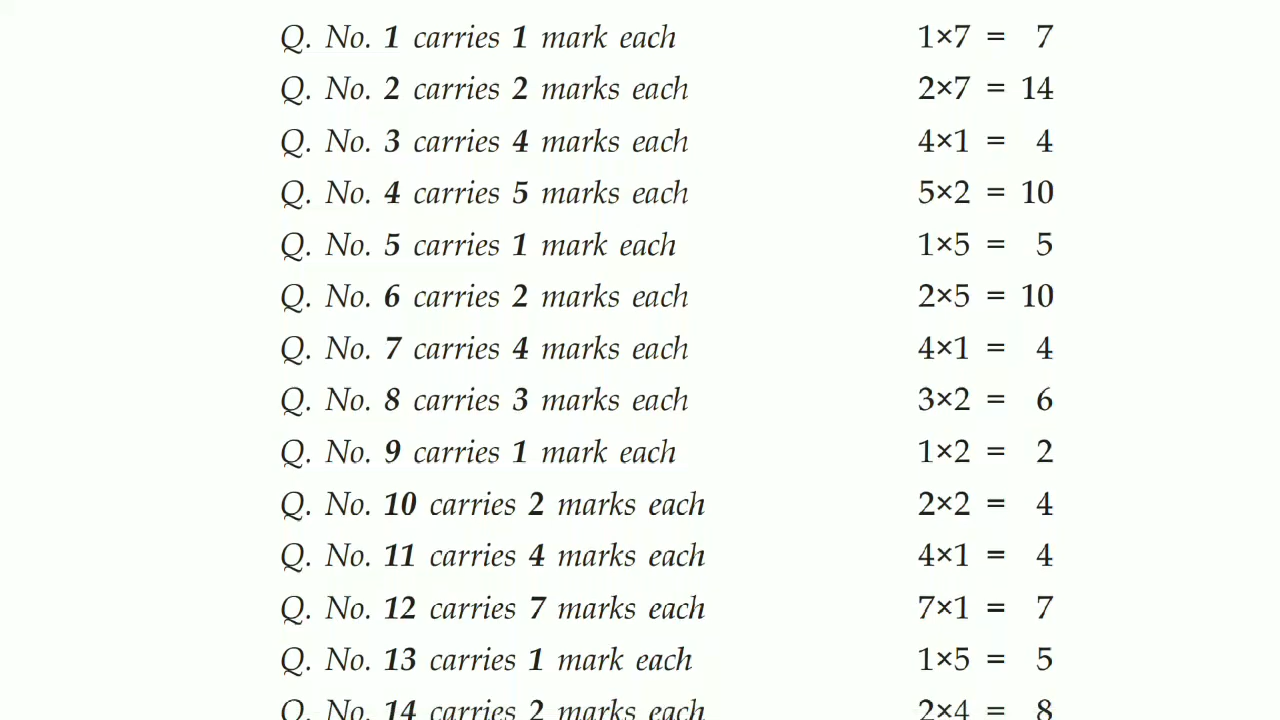 Q. No. 1 carries 1 mark each 1×7 = 7
Q. No. 2 carries 2 marks each 2×7 = 14
Q. No. 3 carries 4 marks each 4×1 = 4
Q. No. 4 carries 5 marks each 5×2 = 10
Q. No. 5 carries 1 mark each 1×5 = 5
Q. No. 6 carries 2 marks each 2×5 = 10
Q. No. 7 carries 4 marks each 4×1 = 4
Q. No. 8 carries 3 marks each 3×2 = 6
Q. No. 9 carries 1 mark each 1×2 = 2
Q. No. 10 carries 2 marks each 2×2 = 4
Q. No. 11 carries 4 marks each 4×1 = 4
Q. No. 12 carries 7 marks each 7×1 = 7
Q. No. 13 carries 1 mark each 1×5 = 5
Q. No. 14 carries 2 marks each 2×4 = 8